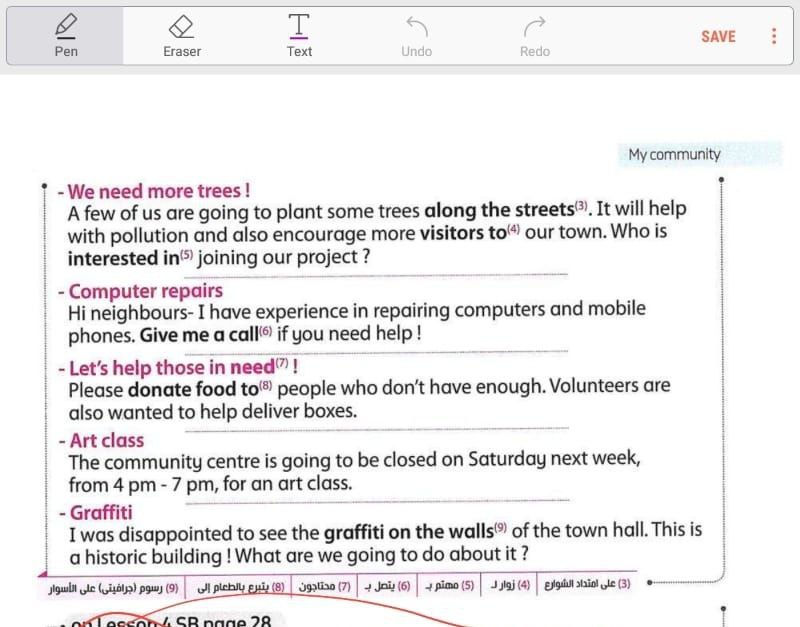 Pen
Eraser
Text
Undo
Redo
SAVE
My community
- We need more trees !
A few of us are going to plant some trees along the streets(3). It will help
with pollution and also encourage more visitors to(4) our town. Who is
interested in(5) joining our project ?
- Computer repairs
Hi neighbours- I have experience in repairing computers and mobile
phones. Give me a call(6) if you need help !
- Let's help those in need(7) !
Please donate food to(8) people who don't have enough. Volunteers are
also wanted to help deliver boxes.
- Art class
The community centre is going to be closed on Saturday next week,
from 4 pm - 7 pm, for an art class.
- Graffiti
I was disappointed to see the graffiti on the walls(9) of the town hall. This is
a historic building ! What are we going to do about it ?
(3) على امتداد الشوارع (4) زوار لـ (5) مهتم بـ (6) يتصل بـ (7) محتاجون (8) يتبرع بالطعام إلى (9) رسوم (جرافيتى) على الأسوار
on Lesson 4 SB page 28